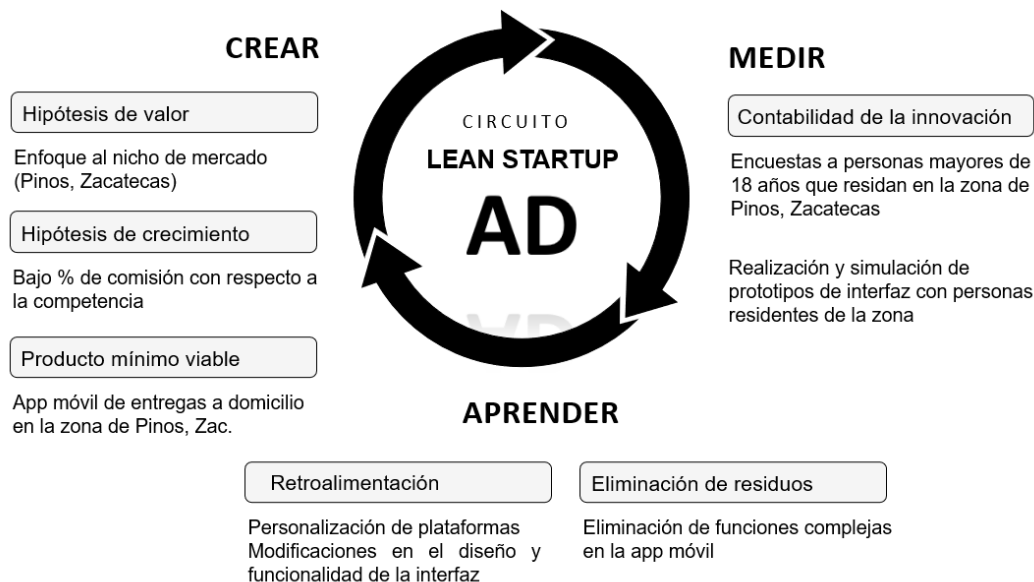 CREAR
Hipótesis de valor
Enfoque al nicho de mercado
(Pinos, Zacatecas)
Hipótesis de crecimiento
Bajo % de comisión con respecto a
la competencia
Producto mínimo viable
App móvil de entregas a domicilio
en la zona de Pinos, Zac.
CIRCUITO
LEAN STARTUP
AD
MEDIR
Contabilidad de la innovación
Encuestas a personas mayores de
18 años que residan en la zona de
Pinos, Zacatecas
Realización y simulación de
prototipos de interfaz con personas
residentes de la zona
APRENDER
Retroalimentación
Personalización de plataformas
Modificaciones en el diseño y
funcionalidad de la interfaz
Eliminación de residuos
Eliminación de funciones complejas
en la app móvil